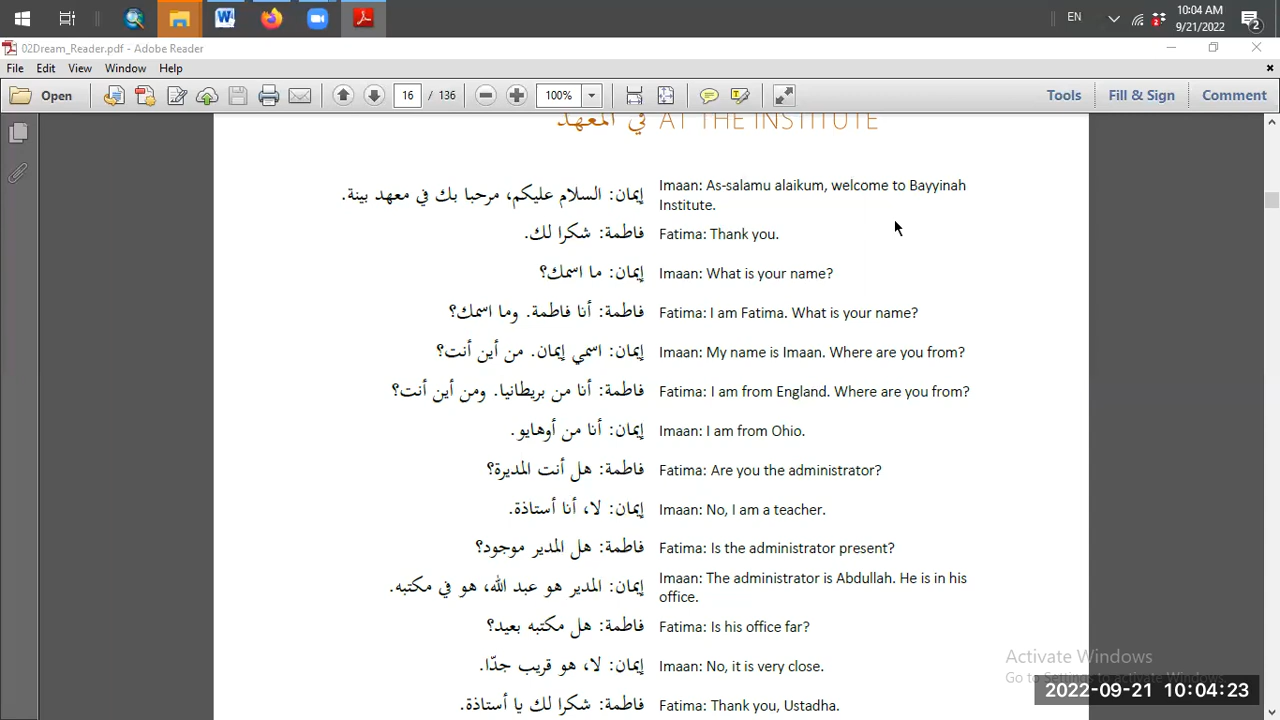 EN
10:04 AM
9/21/2022
2
02Dream_Reader.pdf - Adobe Reader
File Edit View Window Help
Open 16 / 136 100% Tools Fill & Sign Comment
في المعهد AT THE INSTITUTE
إيمان: السلام عليكم، مرحبا بك في معهد بينة.
Imaan: As-salamu alaikum, welcome to Bayyinah
Institute.
فاطمة: شكرا لك.
Fatima: Thank you.
إيمان: ما اسمك؟
Imaan: What is your name?
فاطمة: أنا فاطمة. وما اسمك؟
Fatima: I am Fatima. What is your name?
إيمان: اسمي إيمان. من أين أنت؟
Imaan: My name is Imaan. Where are you from?
فاطمة: أنا من بريطانيا. ومن أين أنت؟
Fatima: I am from England. Where are you from?
إيمان: أنا من أوهايو.
Imaan: I am from Ohio.
فاطمة: هل أنت المديرة؟
Fatima: Are you the administrator?
إيمان: لا، أنا أستاذة.
Imaan: No, I am a teacher.
فاطمة: هل المدير موجود؟
Fatima: Is the administrator present?
إيمان: المدير هو عبد الله، هو في مكتبه.
Imaan: The administrator is Abdullah. He is in his
office.
فاطمة: هل مكتبه بعيد؟
Fatima: Is his office far?
إيمان: لا، هو قريب جدّا.
Imaan: No, it is very close.
فاطمة: شكرا لك يا أستاذة.
Fatima: Thank you, Ustadha.
Activate Windows
Go to Settings to activate Windows.
2022-09-21 10:04:23